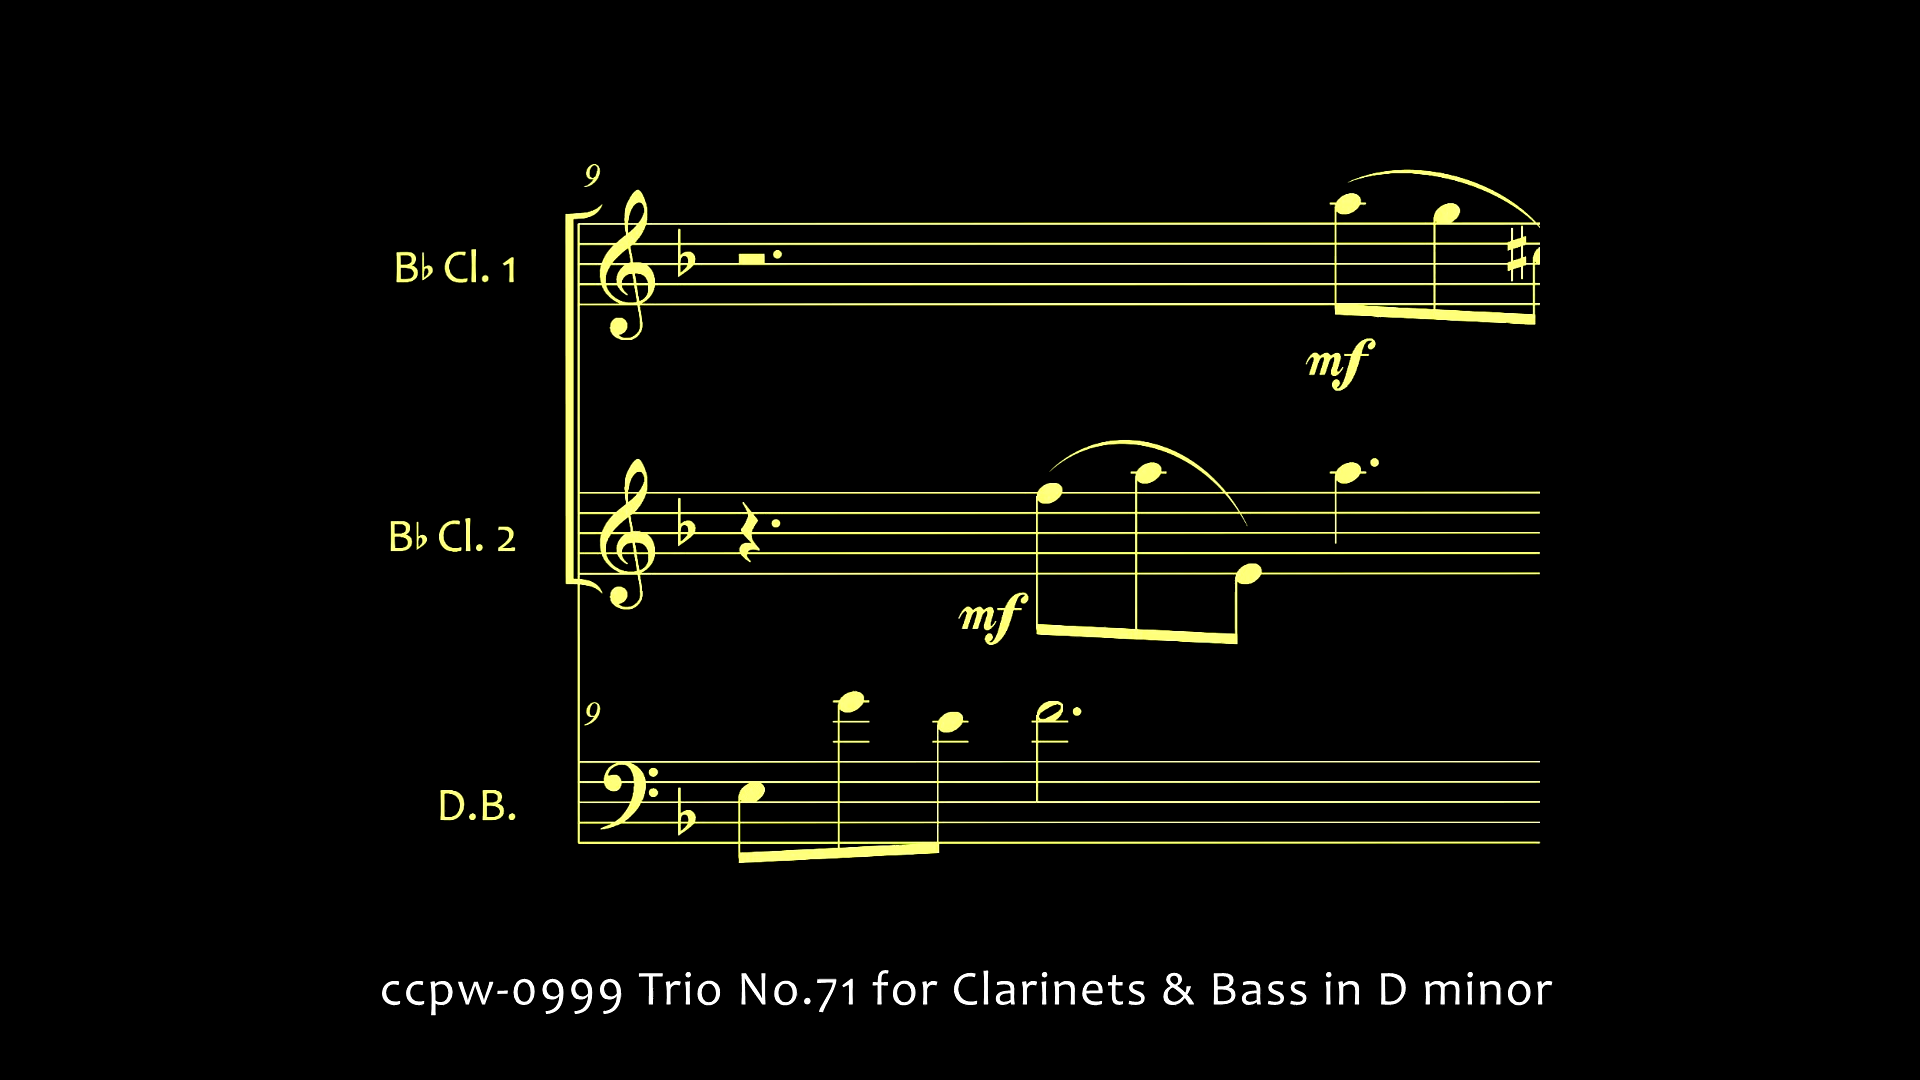 9
B♭ Cl. 1
mf
B♭ Cl. 2
mf
9
D.B.
ccpw-0999 Trio No.71 for Clarinets & Bass in D minor